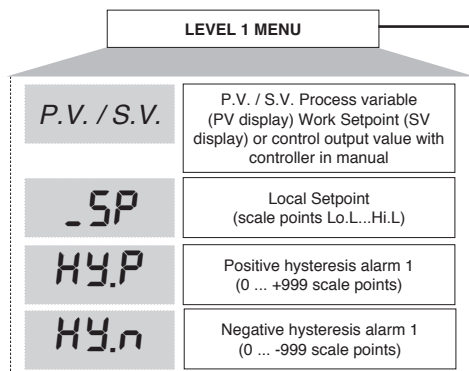 LEVEL 1 MENU
P.V. / S.V.
P.V. / S.V. Process variable
(PV display) Work Setpoint (SV
display) or control output value with
controller in manual
_SP
Local Setpoint
(scale points Lo.L...Hi.L)
HY.P
Positive hysteresis alarm 1
(0 ... +999 scale points)
HY.n
Negative hysteresis alarm 1
(0 ... -999 scale points)